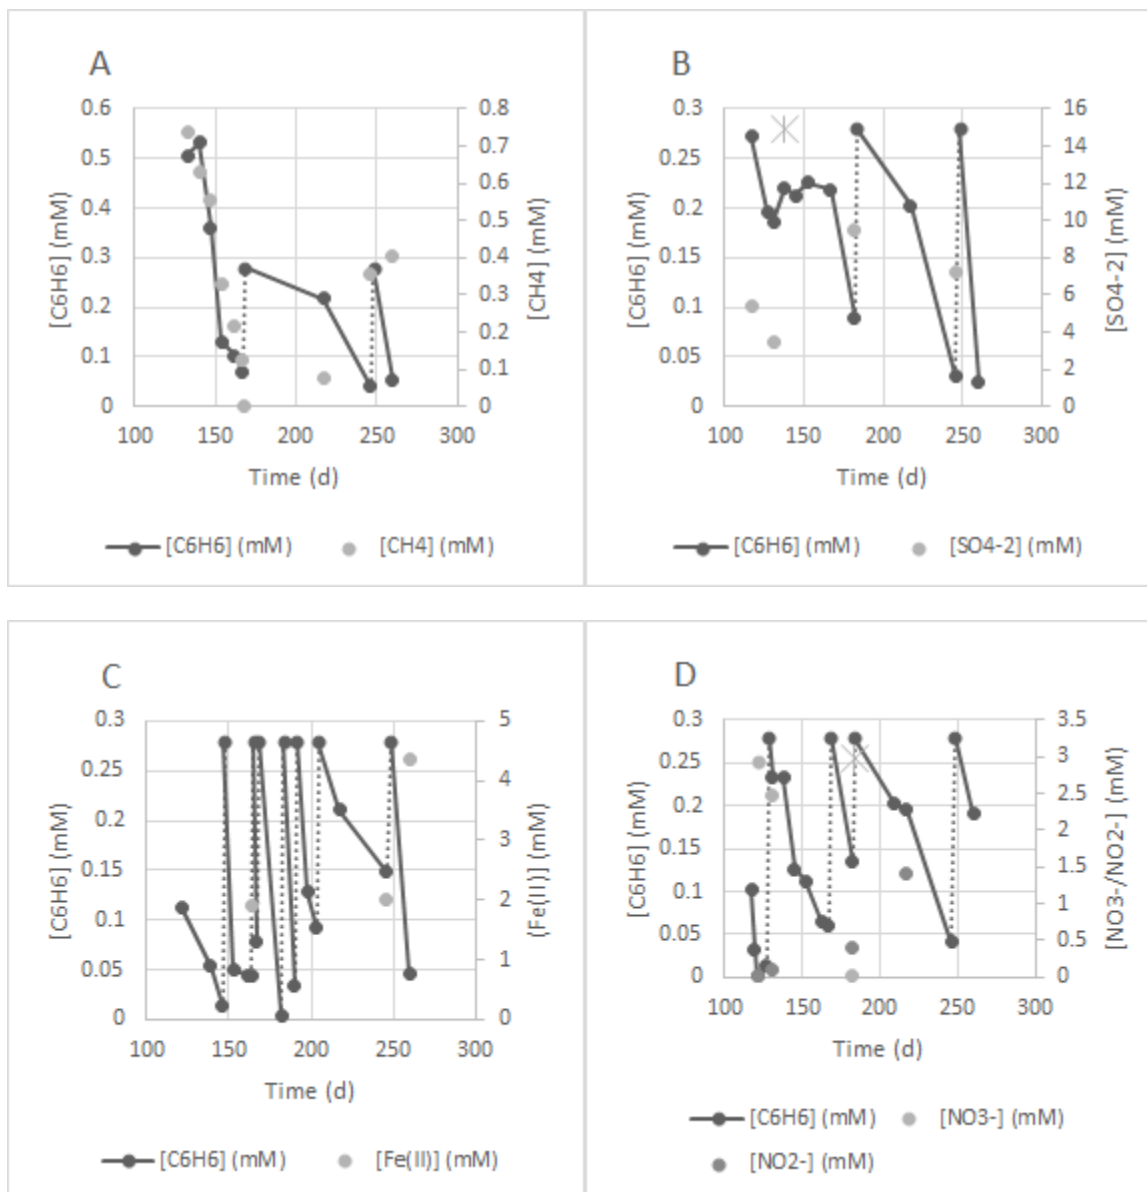 A
0.6
0.5
0.4
0.3
0.2
0.1
0
0.8
0.7
0.6
0.5
0.4
0.3
0.2
0.1
0
100 150 200 250 300
[C6H6] (mM)
[CH4] (mM)
Time (d)
[C6H6] (mM) [CH4] (mM)
B
0.3
0.25
0.2
0.15
0.1
0.05
0
16
14
12
10
8
6
4
2
0
100 150 200 250 300
[C6H6] (mM)
[SO4-2] (mM)
Time (d)
[C6H6] (mM) [SO4-2] (mM)
C
0.3
0.25
0.2
0.15
0.1
0.05
0
5
4
3
2
1
0
100 150 200 250 300
[C6H6] (mM)
(Fe(II)] (mM)
Time (d)
[C6H6] (mM) [Fe(II)] (mM)
D
0.3
0.25
0.2
0.15
0.1
0.05
0
3.5
3
2.5
2
1.5
1
0.5
0
100 150 200 250 300
[C6H6] (mM)
[NO3-/NO2-] (mM)
Time (d)
[C6H6] (mM) [NO3-] (mM)
[NO2-] (mM)